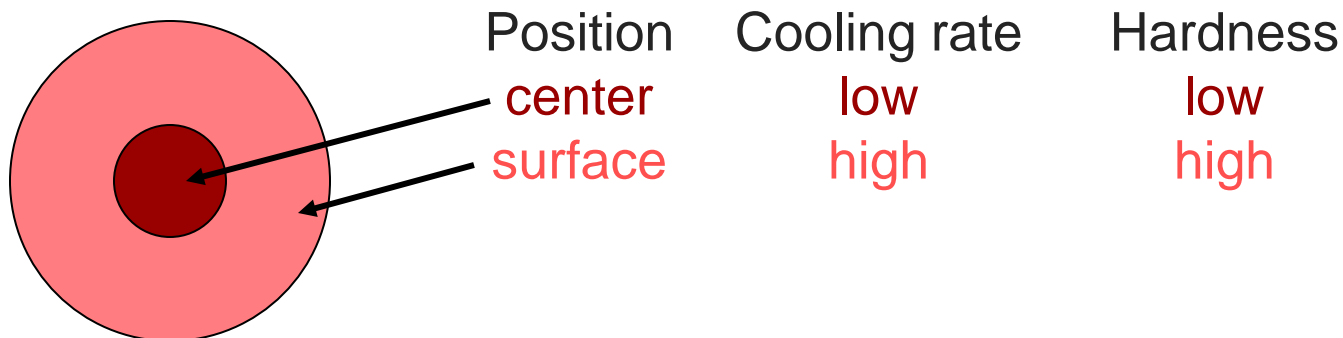 Position Cooling rate Hardness
center low low
surface high high